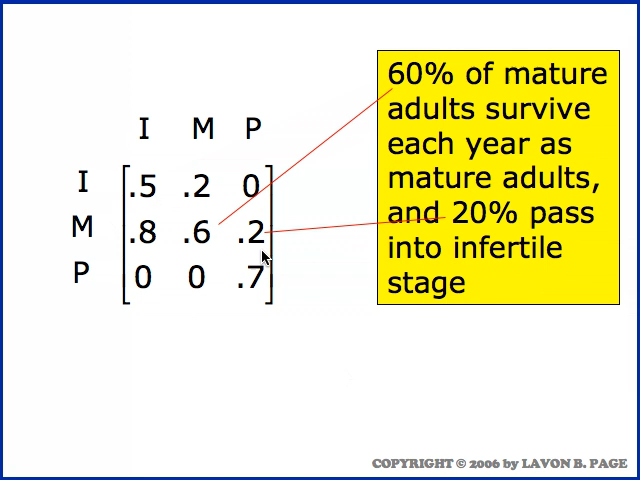 I M P
I .5 .2 0
M .8 .6 .2
P 0 0 .7
60% of mature
adults survive
each year as
mature adults,
and 20% pass
into infertile
stage
COPYRIGHT © 2006 by LAVON B. PAGE